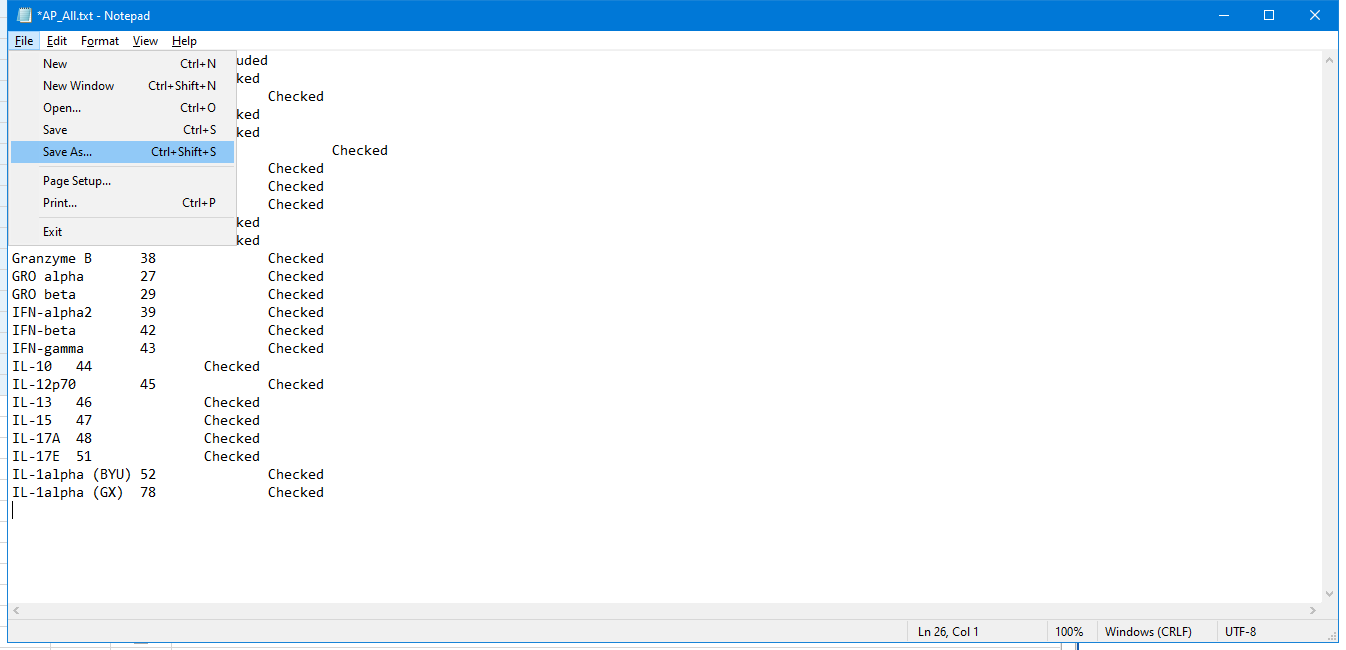 *AP_All.txt - Notepad
File Edit Format View Help
New Ctrl+N
New Window Ctrl+Shift+N
Open... Ctrl+O
Save Ctrl+S
Save As... Ctrl+Shift+S
Page Setup...
Print... Ctrl+P
Exit
uded
ked
Checked
ked
ked
Checked
Checked
Checked
Checked
ked
ked
Granzyme B 38 Checked
GRO alpha 27 Checked
GRO beta 29 Checked
IFN-alpha2 39 Checked
IFN-beta 42 Checked
IFN-gamma 43 Checked
IL-10 44 Checked
IL-12p70 45 Checked
IL-13 46 Checked
IL-15 47 Checked
IL-17A 48 Checked
IL-17E 51 Checked
IL-1alpha (BYU) 52 Checked
IL-1alpha (GX) 78 Checked
Ln 26, Col 1 100% Windows (CRLF) UTF-8